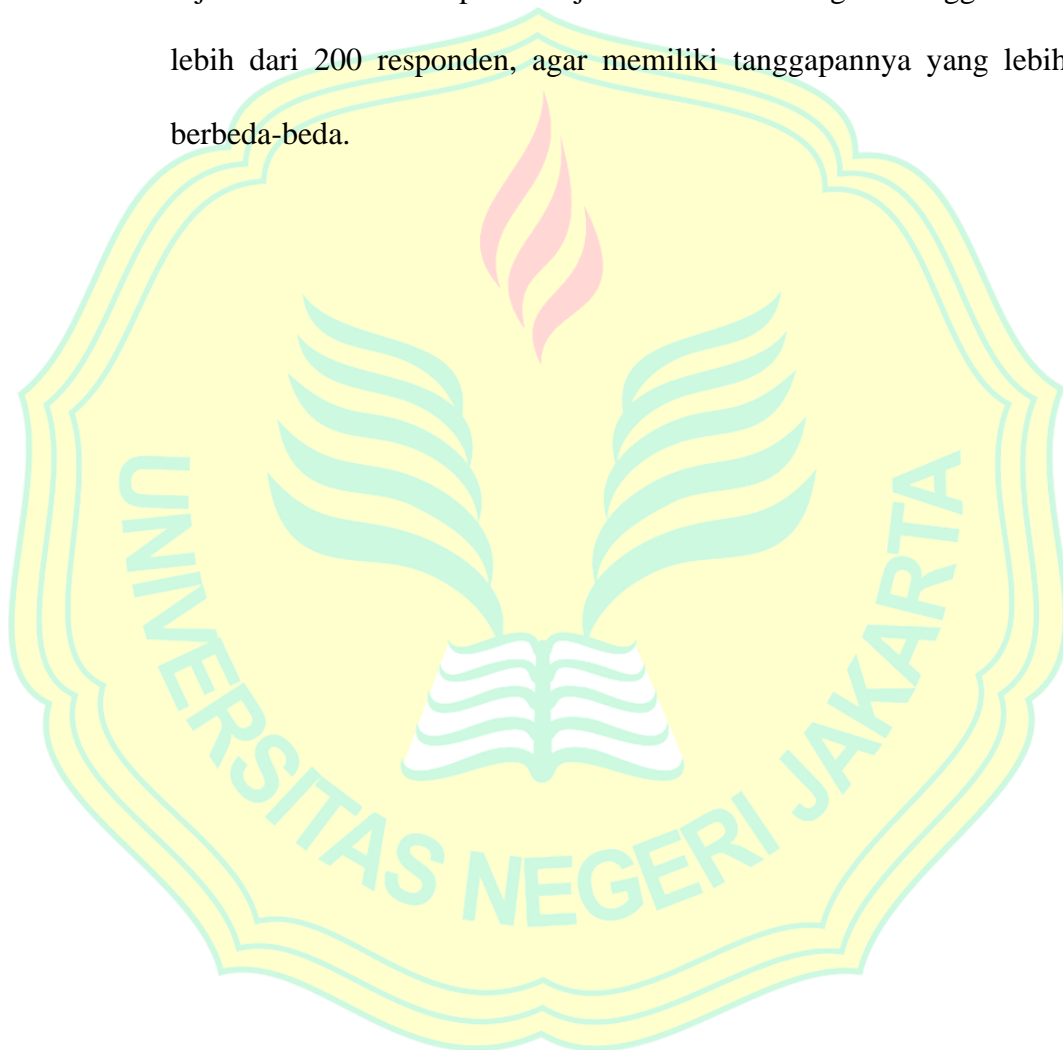 lebih dari 200 responden, agar memiliki tanggapannya yang lebih
berbeda-beda.
UNIVERSITAS NEGERI JAKARTA